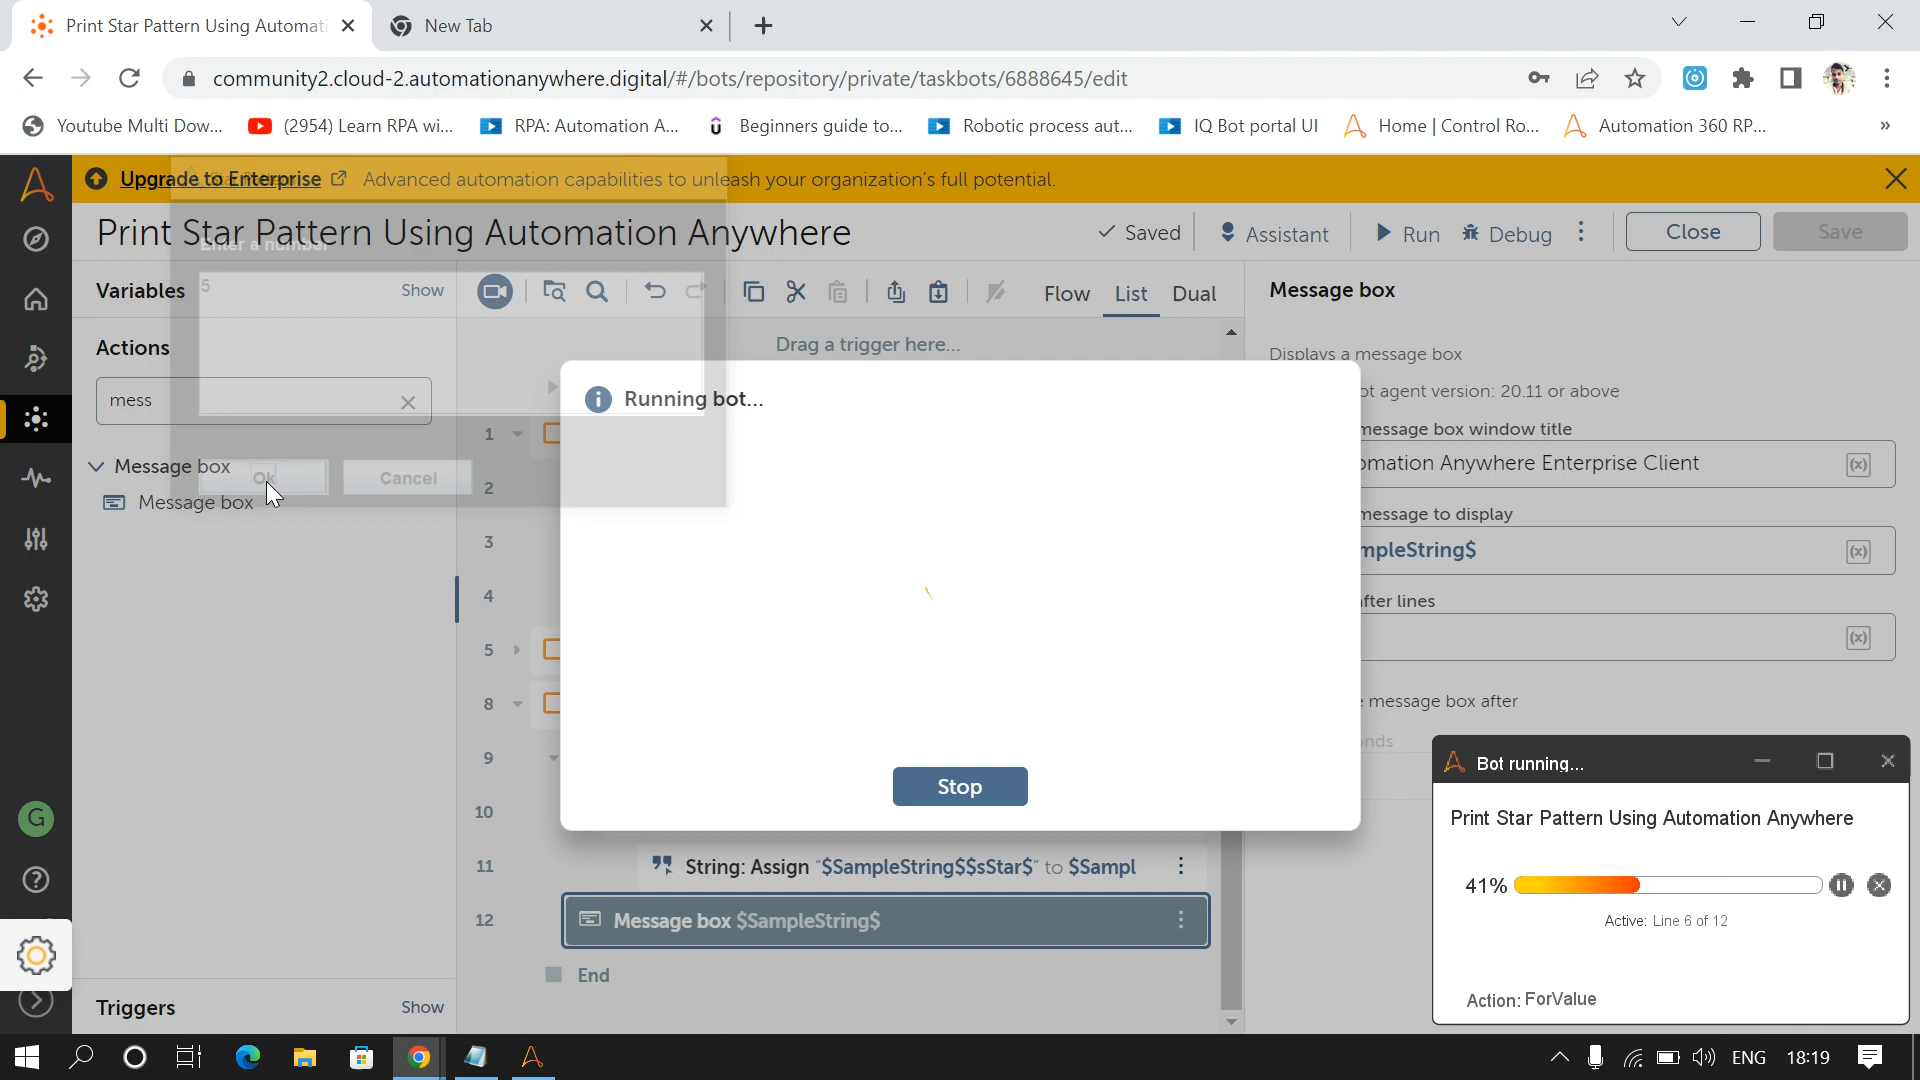 Print Star Pattern Using Automati
New Tab
community2.cloud-2.automationanywhere.digital/#/bots/repository/private/taskbots/6888645/edit
Youtube Multi Dow...
(2954) Learn RPA wi...
RPA: Automation A...
Beginners guide to...
Robotic process aut...
IQ Bot portal UI
Home | Control Ro...
Automation 360 RP...
»
Upgrade to Enterprise
Advanced automation capabilities to unleash your organization's full potential.
Print Star Pattern Using Automation Anywhere
Saved
Assistant
Run
Debug
Close
Save
Enter a number
5
Ok
Cancel
Variables
Show
Flow
List
Dual
Message box
Actions
Drag a trigger here...
Displays a message box
mess
Running bot...
ot agent version: 20.11 or above
message box window title
omation Anywhere Enterprise Client
Message box
Message box
message to display
mpleString$
fter lines
message box after
onds
1
2
3
4
5
8
9
10
11
12
Stop
String: Assign "$SampleString$$sStar$" to $Sampl
Message box $SampleString$
End
Bot running...
Print Star Pattern Using Automation Anywhere
41%
Active: Line 6 of 12
Action: ForValue
G
Triggers
Show
ENG
18:19